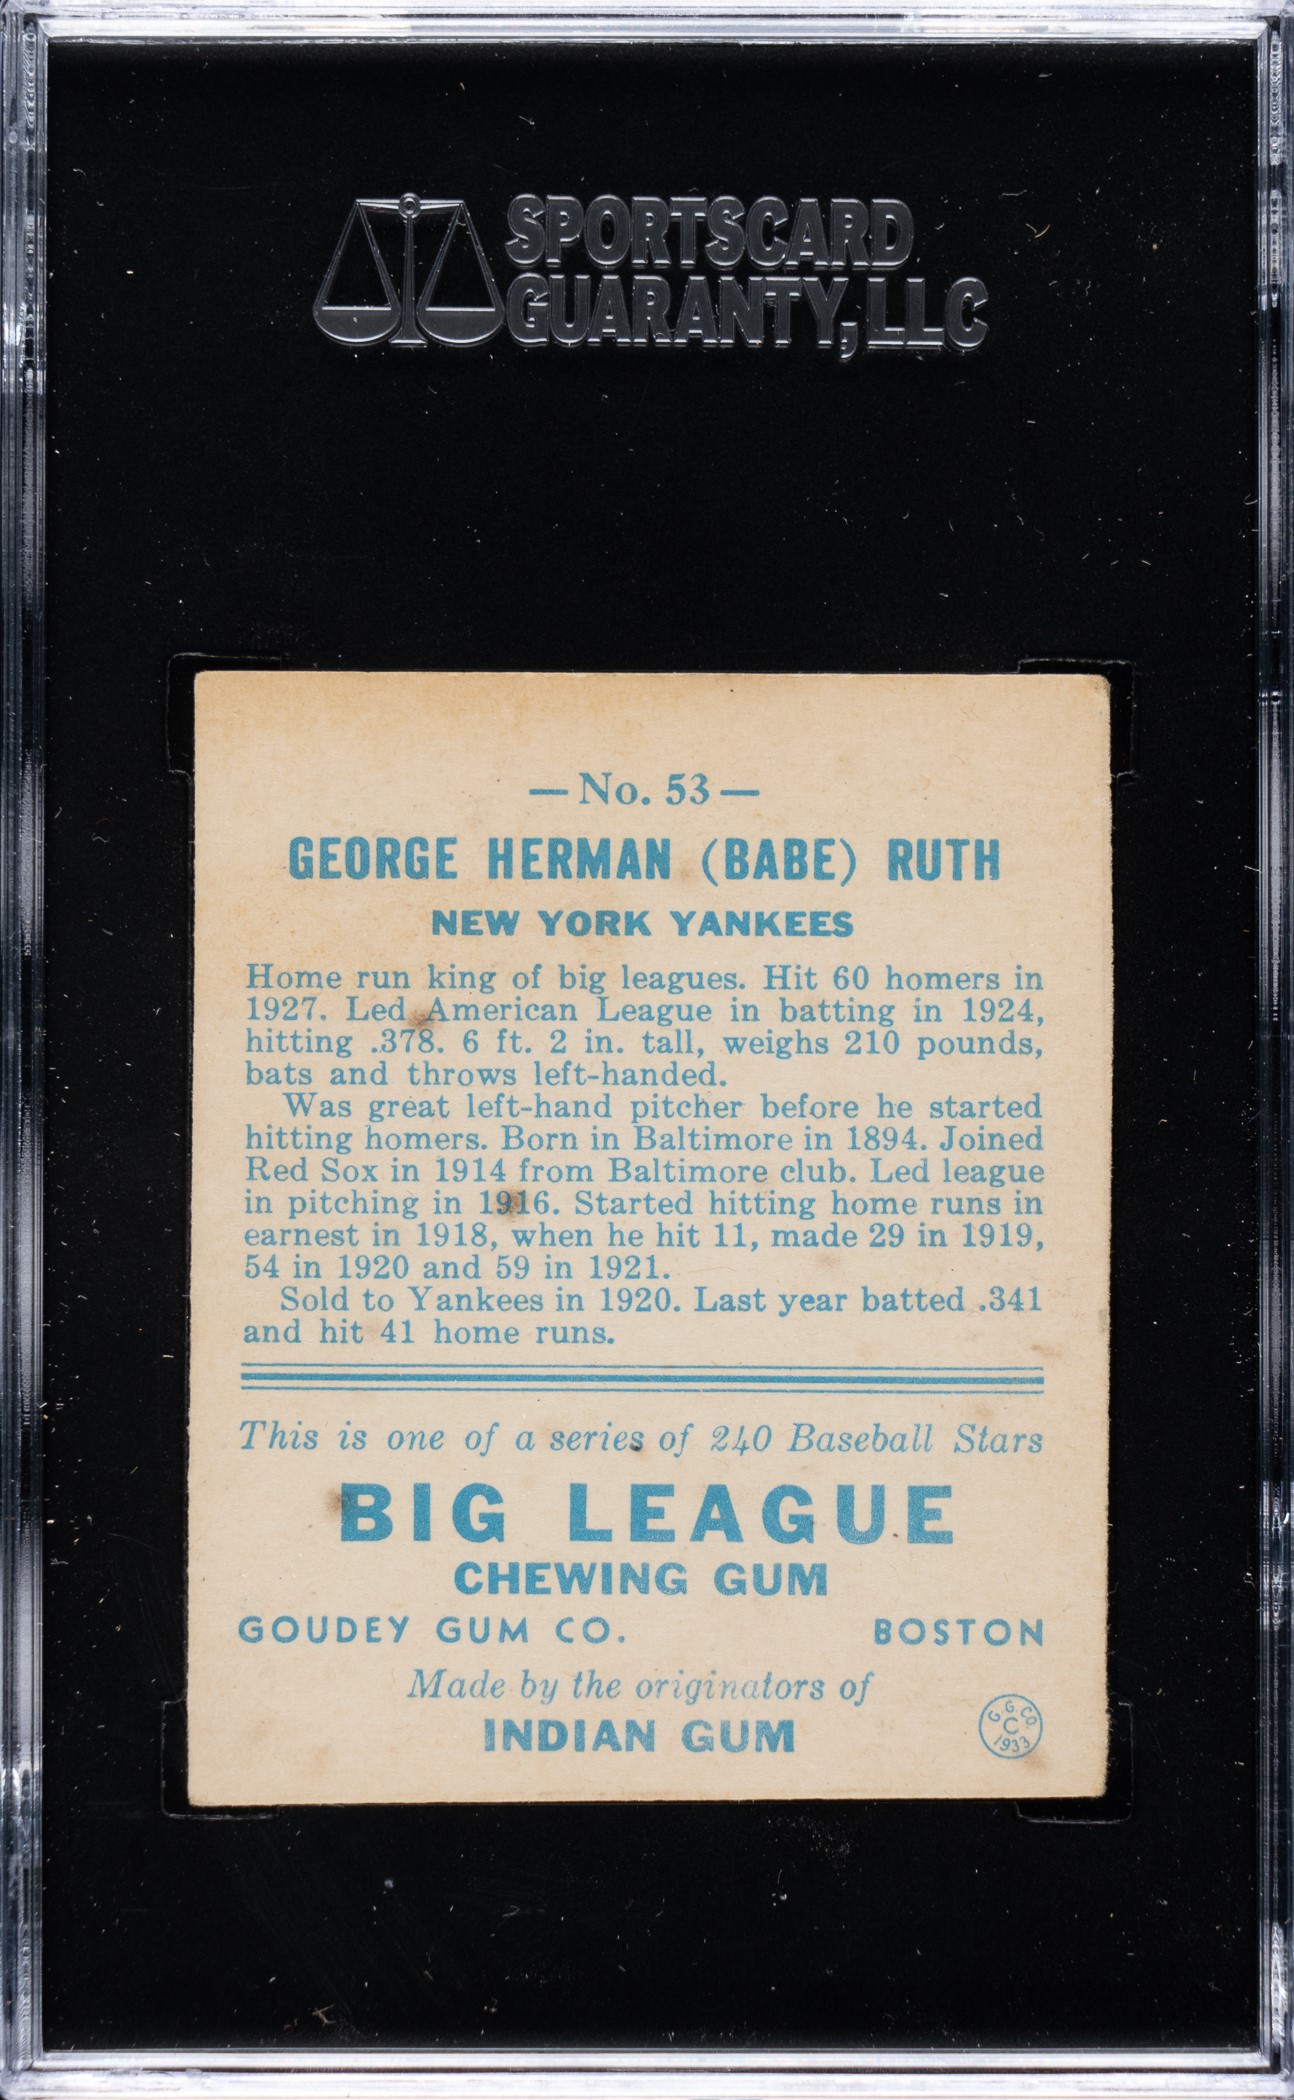 SPORTSCARD
GUARANTY, LLC
— No. 53 —
GEORGE HERMAN (BABE) RUTH
NEW YORK YANKEES
Home run king of big leagues. Hit 60 homers in
1927. Led American League in batting in 1924,
hitting .378. 6 ft. 2 in. tall, weighs 210 pounds,
bats and throws left-handed.
Was great left-hand pitcher before he started
hitting homers. Born in Baltimore in 1894. Joined
Red Sox in 1914 from Baltimore club. Led league
in pitching in 1916. Started hitting home runs in
earnest in 1918, when he hit 11, made 29 in 1919,
54 in 1920 and 59 in 1921.
Sold to Yankees in 1920. Last year batted .341
and hit 41 home runs.
This is one of a series of 240 Baseball Stars
BIG LEAGUE
CHEWING GUM
GOUDEY GUM CO. BOSTON
Made by the originators of
INDIAN GUM
G. G. CO.
C
1933